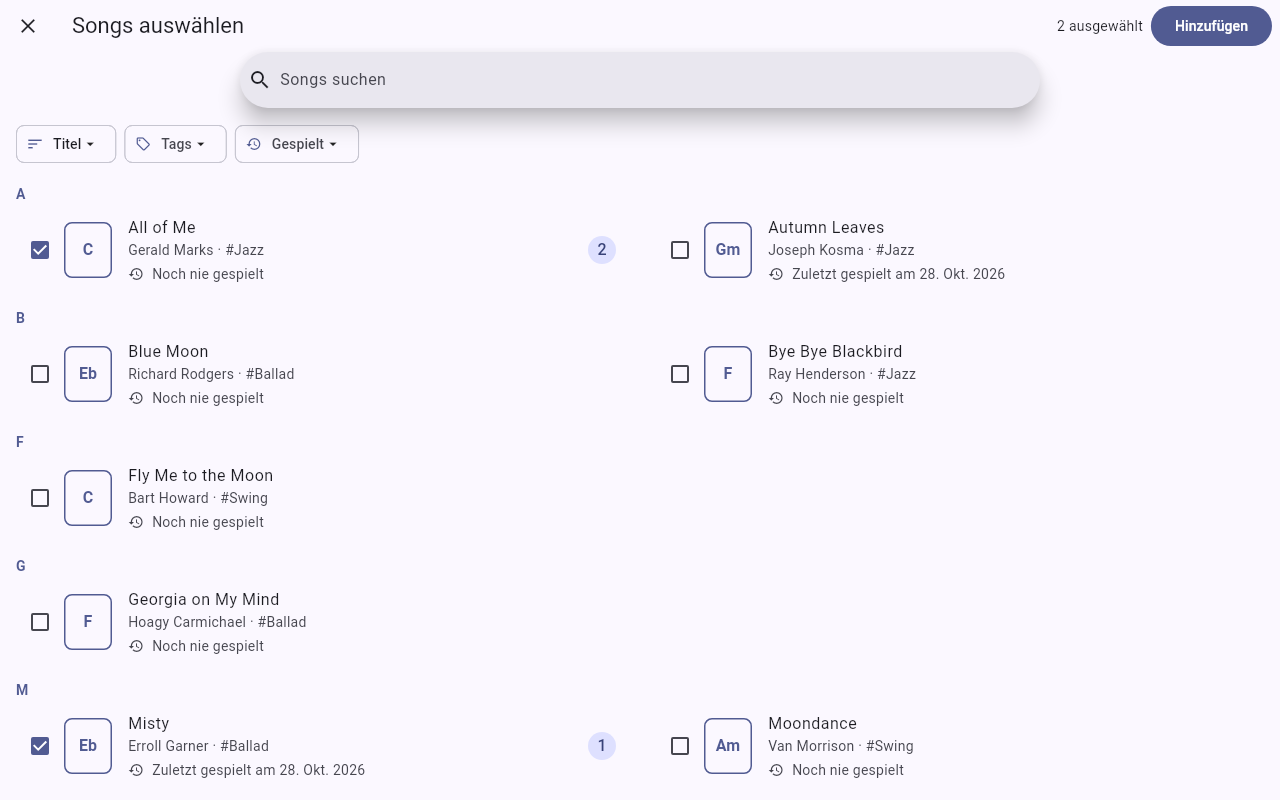 Songs auswählen
2 ausgewählt
Hinzufügen
Songs suchen
Titel
Tags
Gespielt
A
C
All of Me
Gerald Marks · #Jazz
Noch nie gespielt
2
Gm
Autumn Leaves
Joseph Kosma · #Jazz
Zuletzt gespielt am 28. Okt. 2026
B
Eb
Blue Moon
Richard Rodgers · #Ballad
Noch nie gespielt
F
Bye Bye Blackbird
Ray Henderson · #Jazz
Noch nie gespielt
F
C
Fly Me to the Moon
Bart Howard · #Swing
Noch nie gespielt
G
F
Georgia on My Mind
Hoagy Carmichael · #Ballad
Noch nie gespielt
M
Eb
Misty
Erroll Garner · #Ballad
Zuletzt gespielt am 28. Okt. 2026
1
Am
Moondance
Van Morrison · #Swing
Noch nie gespielt